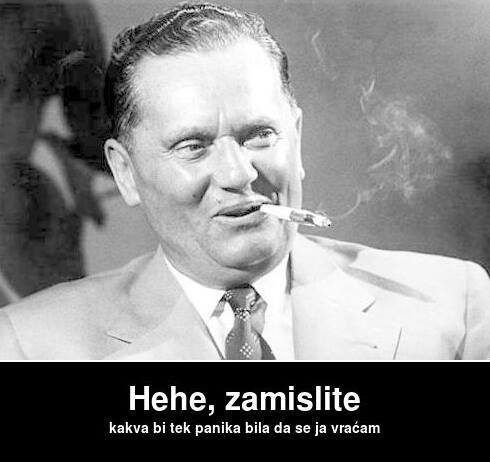 Hehe, zamislite
kakva bi tek panika bila da se ja vraćam